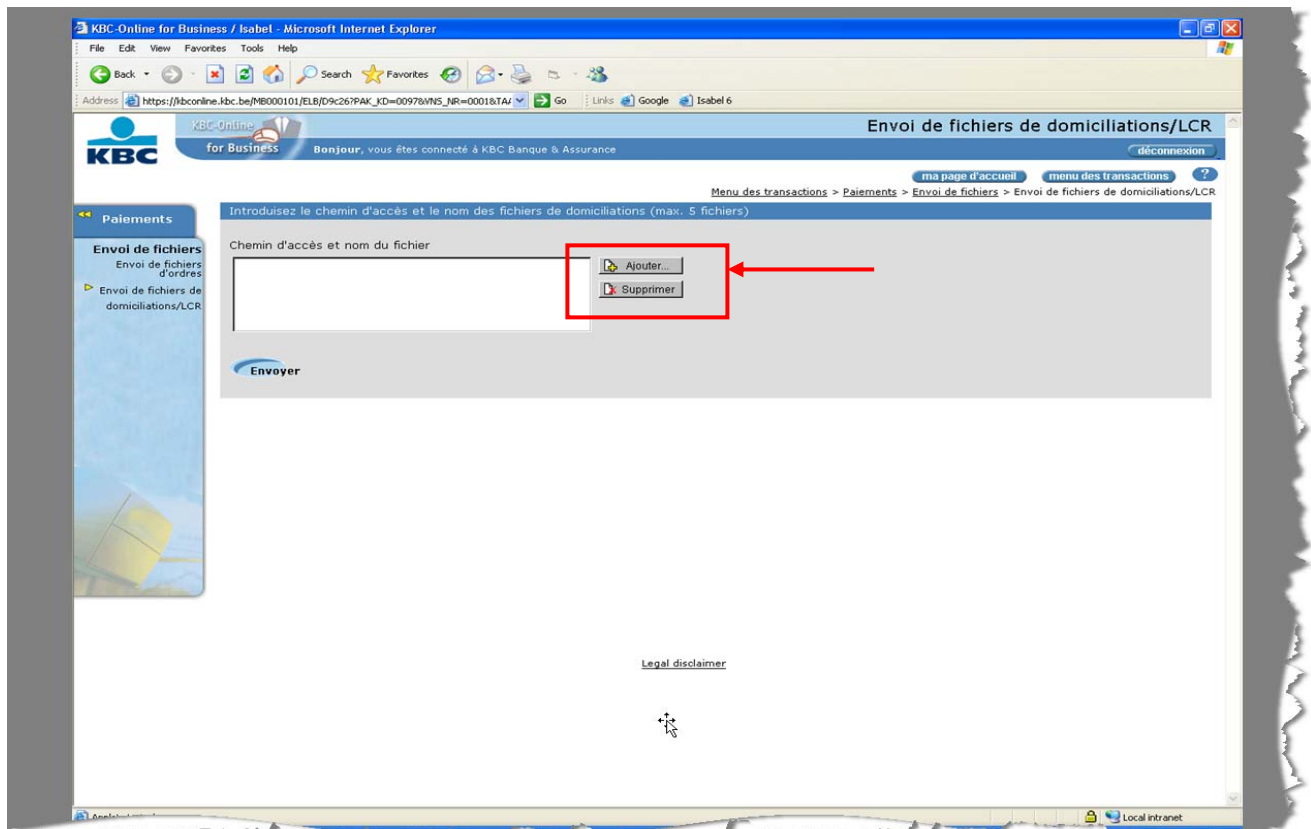 KBC-Online for Business / Isabel - Microsoft Internet Explorer
File Edit View Favorites Tools Help
Back Search Favorites
Address https://kbconline.kbc.be/MB000101/ELB/D9c26?PAK_KD=0097&VNS_NR=0001&TA Go Links Google Isabel 6
KBC
KBC-Online
for Business
Envoi de fichiers de domiciliations/LCR
Bonjour, vous êtes connecté à KBC Banque & Assurance
déconnexion
ma page d'accueil menu des transactions ?
Menu des transactions > Paiements > Envoi de fichiers > Envoi de fichiers de domiciliations/LCR
Paiements
Envoi de fichiers
Envoi de fichiers
d'ordres
Envoi de fichiers de
domiciliations/LCR
Introduisez le chemin d'accès et le nom des fichiers de domiciliations (max. 5 fichiers)
Chemin d'accès et nom du fichier
Ajouter...
Supprimer
Envoyer
Legal disclaimer
Local intranet